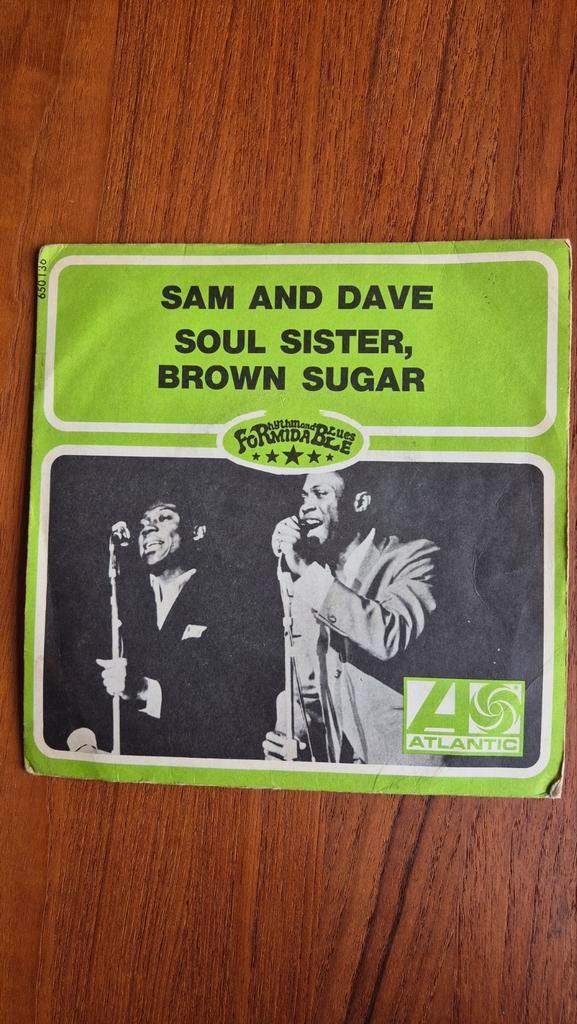 650 136
SAM AND DAVE
SOUL SISTER,
BROWN SUGAR
Rhythm and Blues
FoRMIDABLE
ATLANTIC